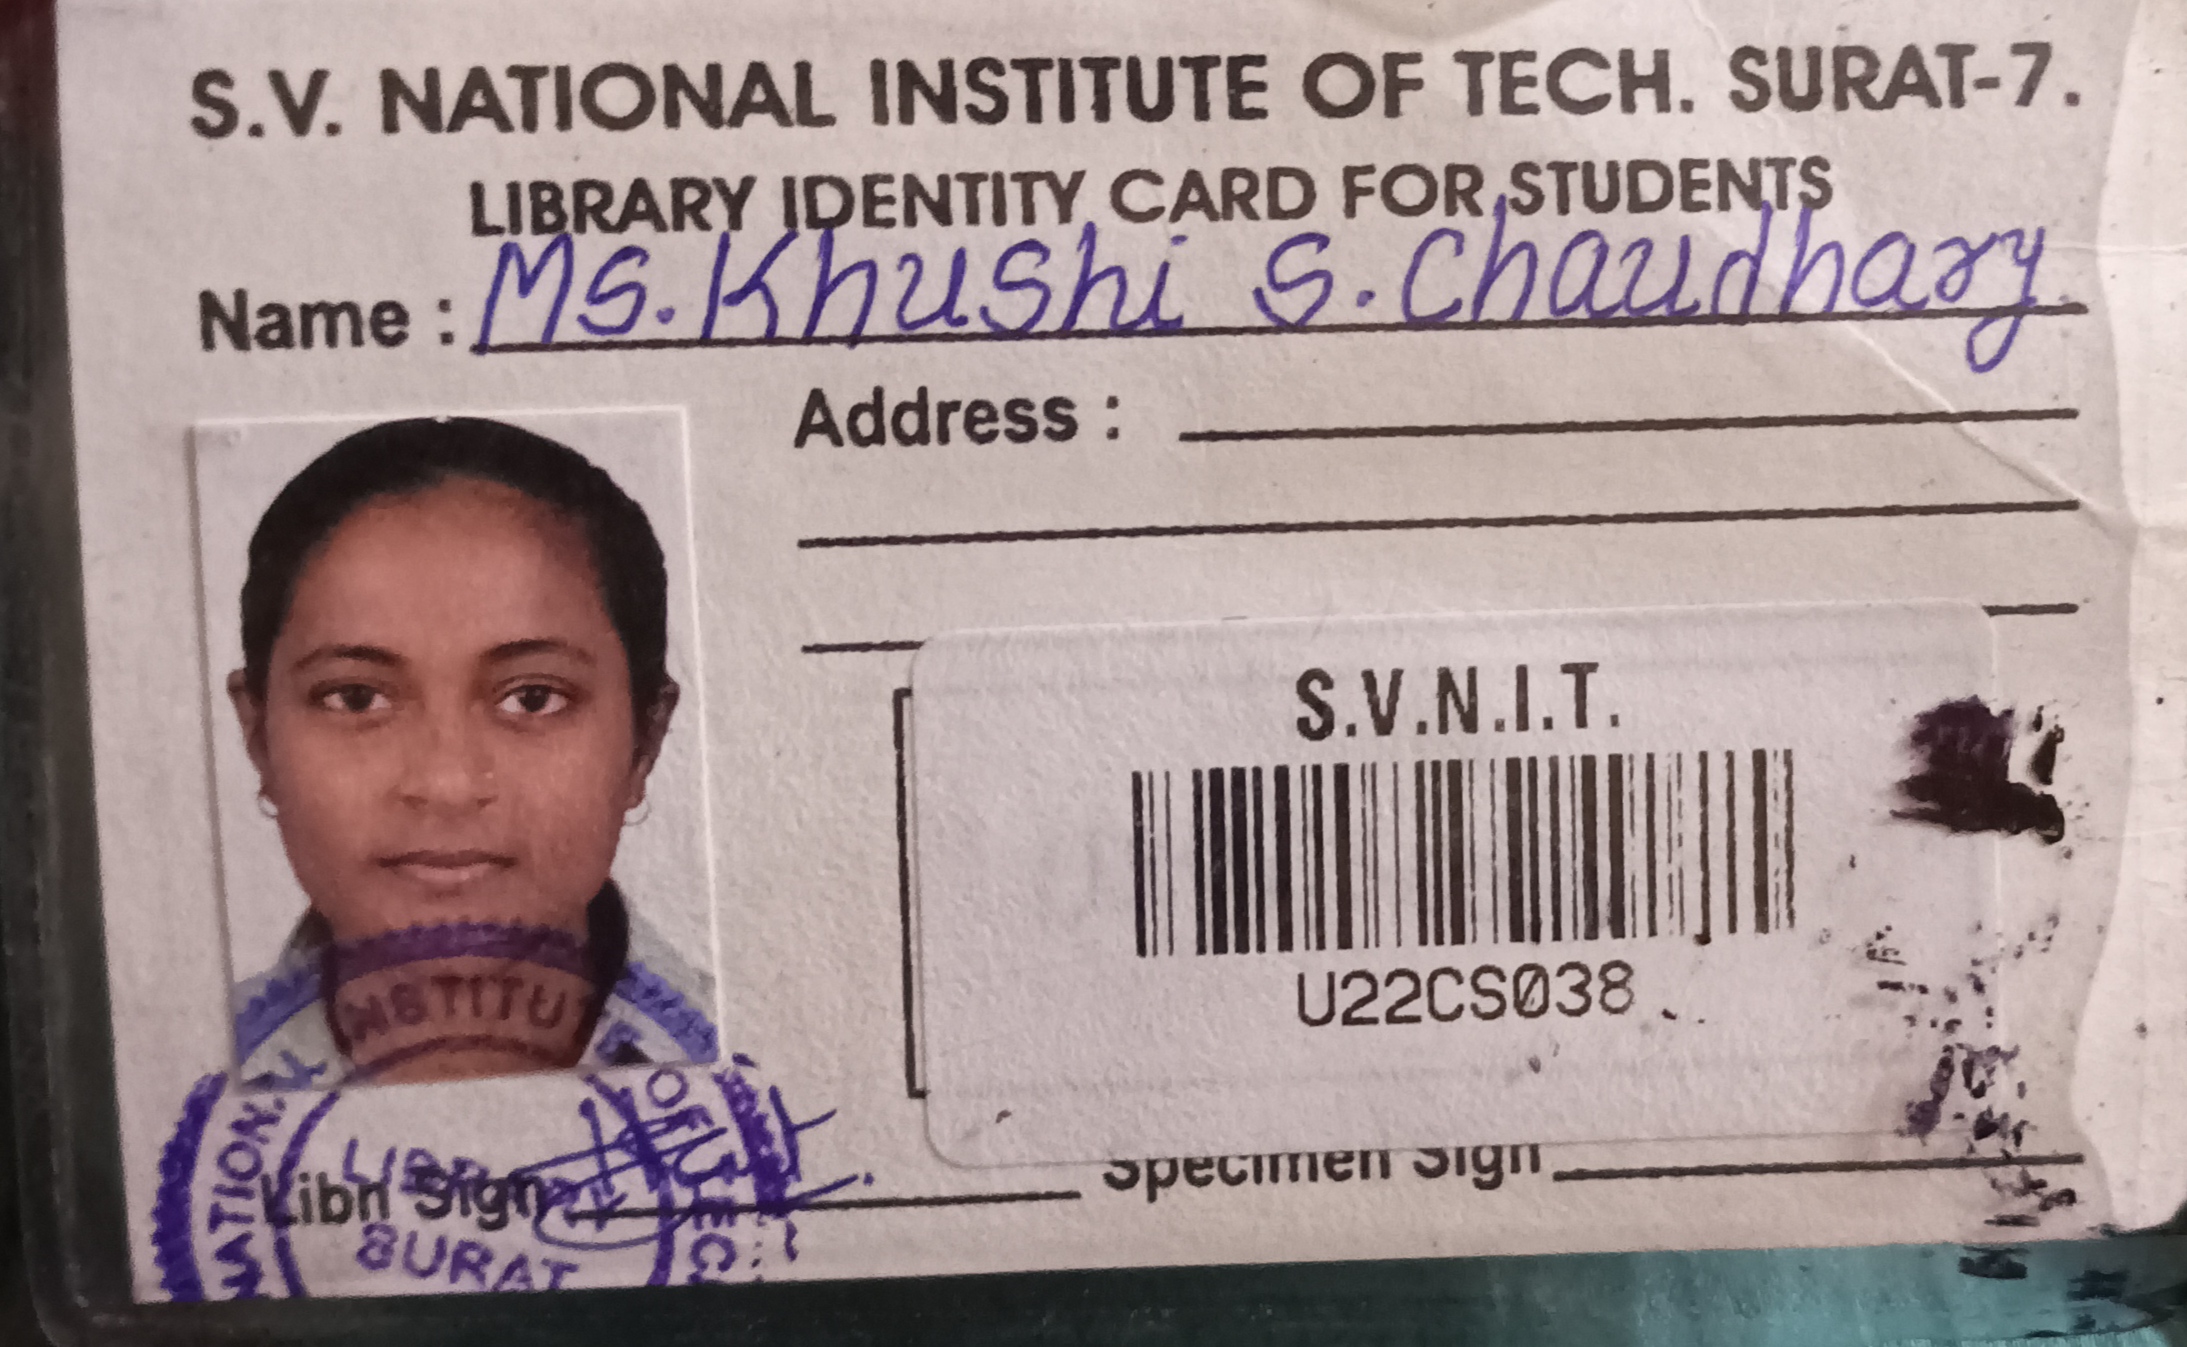 S.V. NATIONAL INSTITUTE OF TECH. SURAT-7.
LIBRARY IDENTITY CARD FOR STUDENTS
Name : Ms. Khushi S. Chaudhary.
Address :
S.V.N.I.T.
U22CS038
Libn Sign
Specimen Sign
NATIONAL INSTITUTE OF TEC
LIBRARY
SURAT